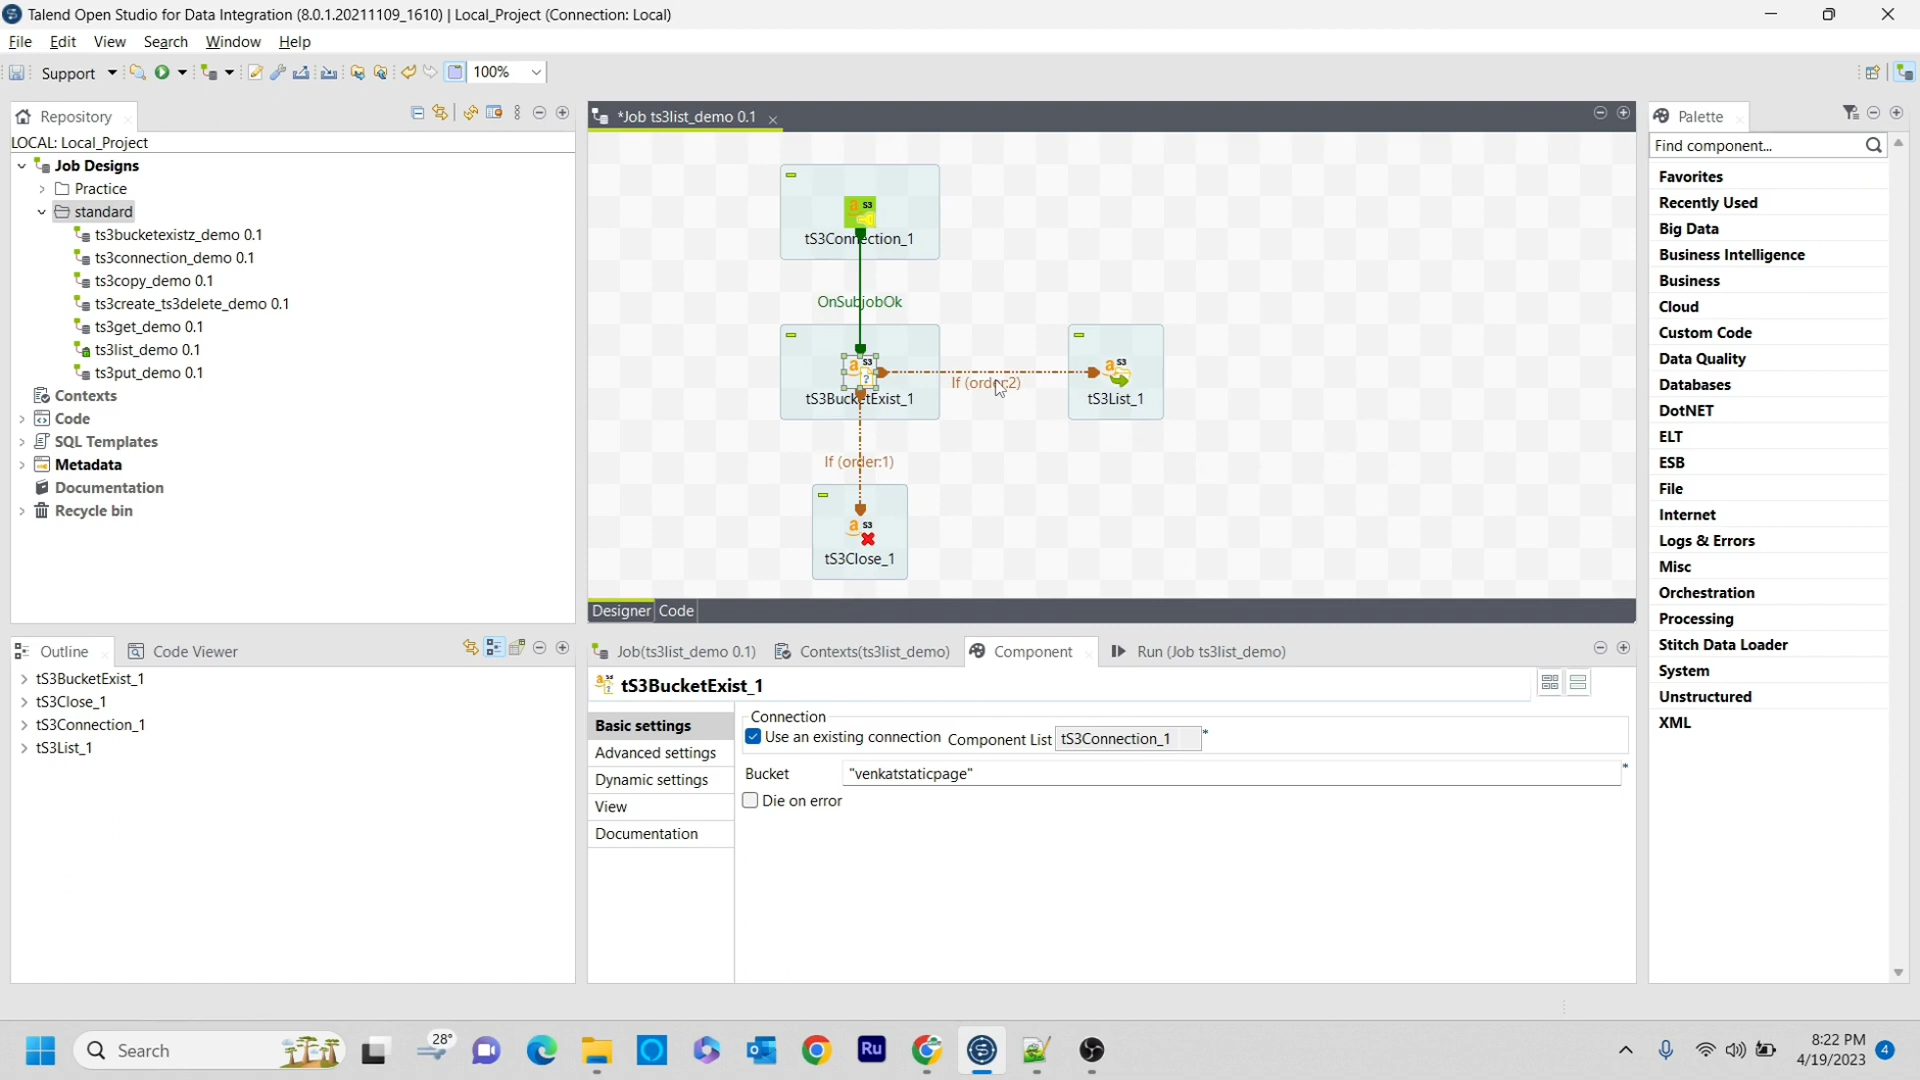 Talend Open Studio for Data Integration (8.0.1.20211109_1610) | Local_Project (Connection: Local)
File Edit View Search Window Help
Support 100%
Repository
LOCAL: Local_Project
Job Designs
Practice
standard
ts3bucketexistz_demo 0.1
ts3connection_demo 0.1
ts3copy_demo 0.1
ts3create_ts3delete_demo 0.1
ts3get_demo 0.1
ts3list_demo 0.1
ts3put_demo 0.1
Contexts
Code
SQL Templates
Metadata
Documentation
Recycle bin
*Job ts3list_demo 0.1
a S3
tS3Connection_1
OnSubjobOk
a S3
?
tS3BucketExist_1
If (order:2)
a S3
tS3List_1
If (order:1)
a S3
tS3Close_1
Designer Code
Palette
Find component...
Favorites
Recently Used
Big Data
Business Intelligence
Business
Cloud
Custom Code
Data Quality
Databases
DotNET
ELT
ESB
File
Internet
Logs & Errors
Misc
Orchestration
Processing
Stitch Data Loader
System
Unstructured
XML
Outline Code Viewer
tS3BucketExist_1
tS3Close_1
tS3Connection_1
tS3List_1
Job(ts3list_demo 0.1) Contexts(ts3list_demo) Component Run (Job ts3list_demo)
tS3BucketExist_1
Basic settings
Advanced settings
Dynamic settings
View
Documentation
Connection
Use an existing connection Component List tS3Connection_1 *
Bucket "venkatstaticpage" *
Die on error
Search
28°
Ru
8:22 PM
4/19/2023
4